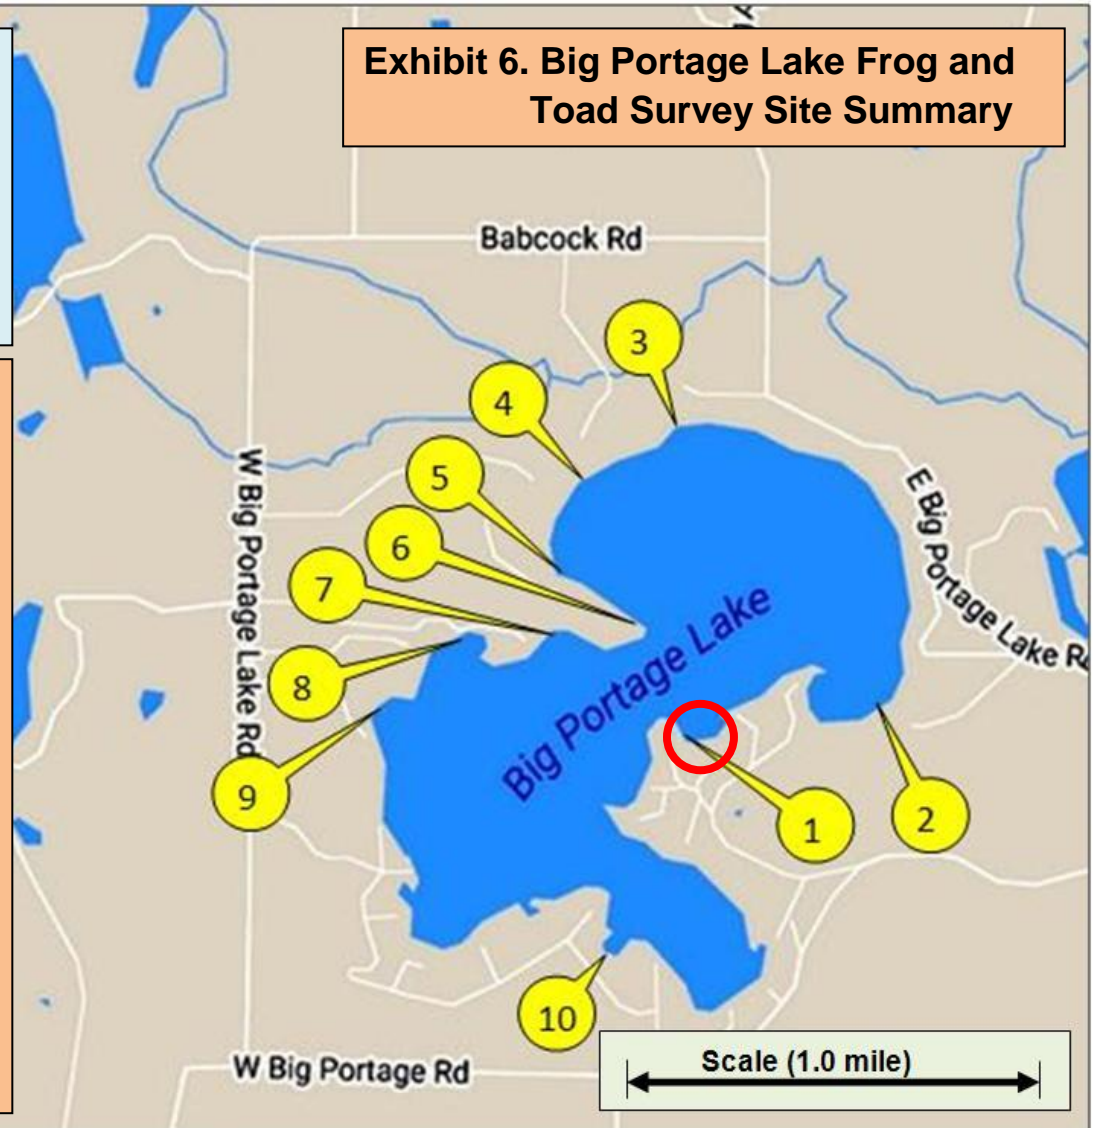 Exhibit 6. Big Portage Lake Frog and
Toad Survey Site Summary
Babcock Rd
3
4
5
6
7
8
9
W Big Portage Lake Rd
E Big Portage Lake R
Big Portage Lake
1
2
10
W Big Portage Rd
Scale (1.0 mile)